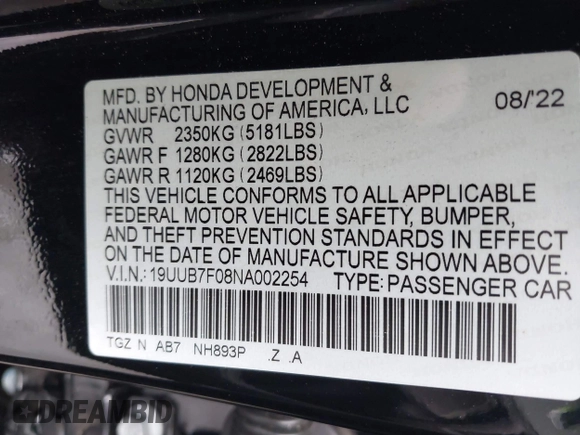 MFD. BY HONDA DEVELOPMENT &
MANUFACTURING OF AMERICA, LLC 08/'22
GVWR 2350KG (5181LBS)
GAWR F 1280KG (2822LBS)
GAWR R 1120KG (2469LBS)
THIS VEHICLE CONFORMS TO ALL APPLICABLE
FEDERAL MOTOR VEHICLE SAFETY, BUMPER,
AND THEFT PREVENTION STANDARDS IN EFFECT
ON THE DATE OF MANUFACTURE SHOWN ABOVE.
V.I.N.: 19UUB7F08NA002254 TYPE: PASSENGER CAR
TGZ N AB7 NH893P .Z .A
DREAMBID